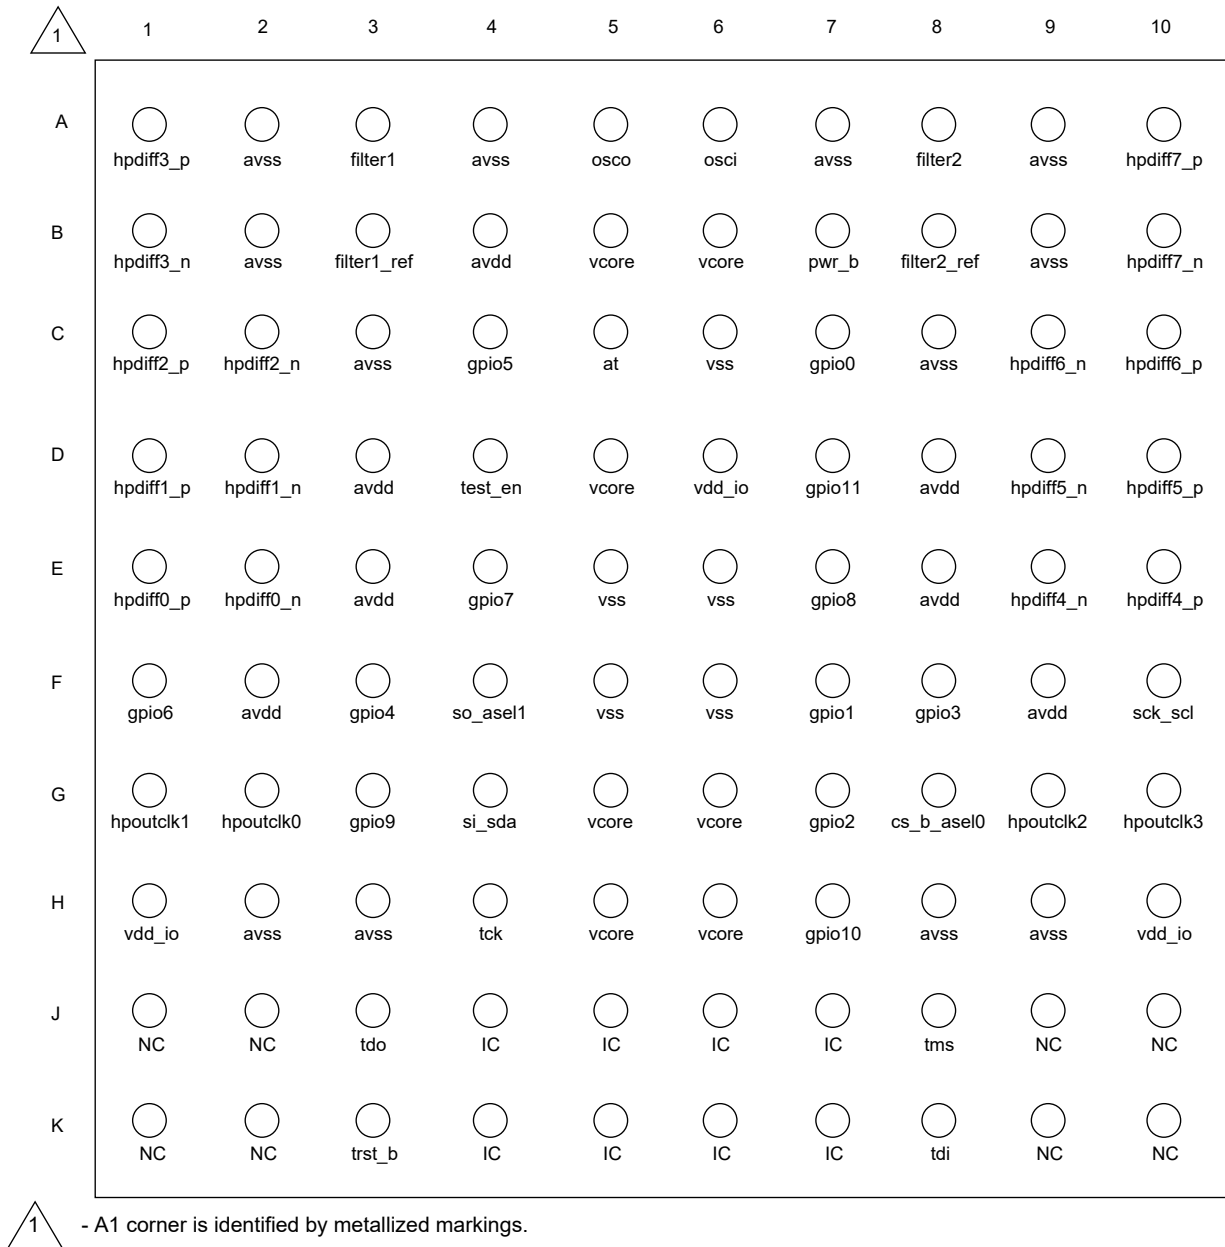 1 1 2 3 4 5 6 7 8 9 10
A
hpdiff3_p avss filter1 avss osco osci avss filter2 avss hpdiff7_p
B
hpdiff3_n avss filter1_ref avdd vcore vcore pwr_b filter2_ref avss hpdiff7_n
C
hpdiff2_p hpdiff2_n avss gpio5 at vss gpio0 avss hpdiff6_n hpdiff6_p
D
hpdiff1_p hpdiff1_n avdd test_en vcore vdd_io gpio11 avdd hpdiff5_n hpdiff5_p
E
hpdiff0_p hpdiff0_n avdd gpio7 vss vss gpio8 avdd hpdiff4_n hpdiff4_p
F
gpio6 avdd gpio4 so_asel1 vss vss gpio1 gpio3 avdd sck_scl
G
hpoutclk1 hpoutclk0 gpio9 si_sda vcore vcore gpio2 cs_b_asel0 hpoutclk2 hpoutclk3
H
vdd_io avss avss tck vcore vcore gpio10 avss avss vdd_io
J
NC NC tdo IC IC IC IC tms NC NC
K
NC NC trst_b IC IC IC IC tdi NC NC
1 - A1 corner is identified by metallized markings.